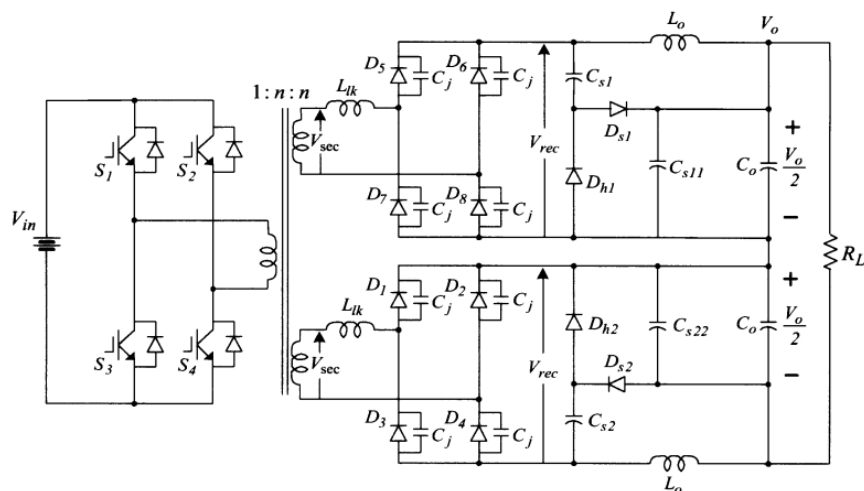 L_o V_o
D_5 C_j D_6 C_j
C_s1
1 : n : n L_lk
D_s1
S_1 S_2 V_sec V_rec
+
V_o/2
−
C_o
C_s11
D_h1
D_7 C_j D_8 C_j
V_in
R_L
D_1 C_j D_2 C_j
+
V_o/2
−
C_o
C_s22
D_h2
L_lk
D_s2
S_3 S_4 V_sec V_rec
D_3 C_j D_4 C_j
C_s2
L_o